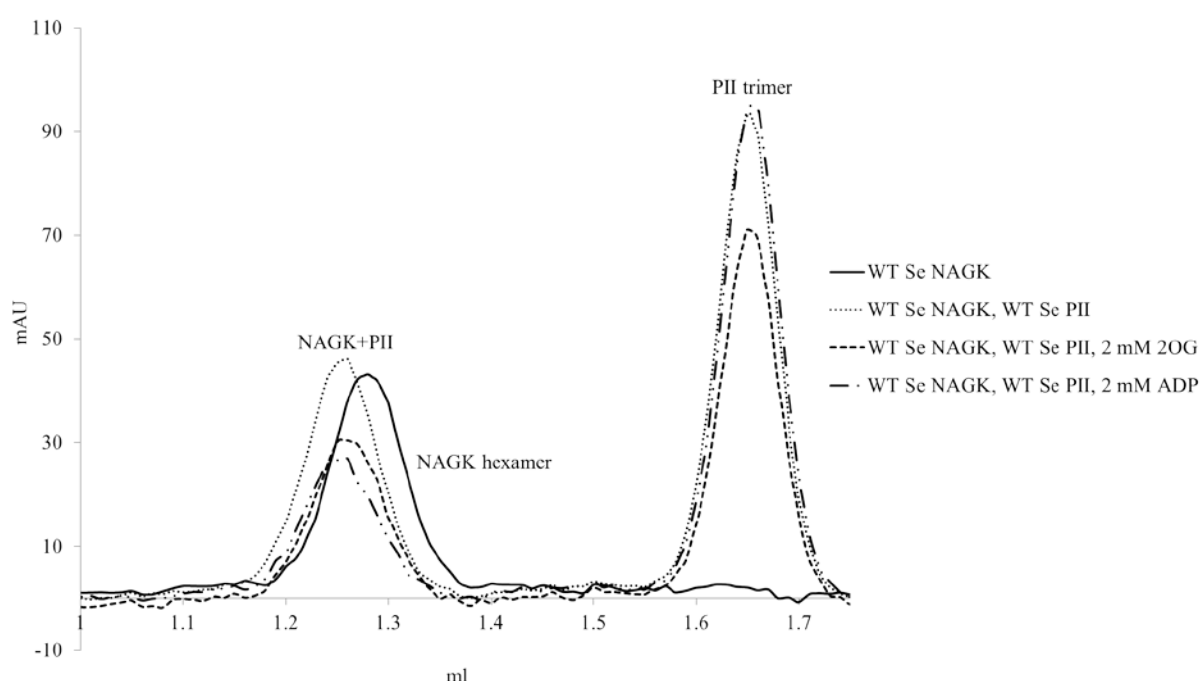 110
90
70
50
30
10
-10
mAU
1
1.1
1.2
1.3
1.4
1.5
1.6
1.7
ml
NAGK+PII
NAGK hexamer
PII trimer
WT Se NAGK
WT Se NAGK, WT Se PII
WT Se NAGK, WT Se PII, 2 mM 2OG
WT Se NAGK, WT Se PII, 2 mM ADP